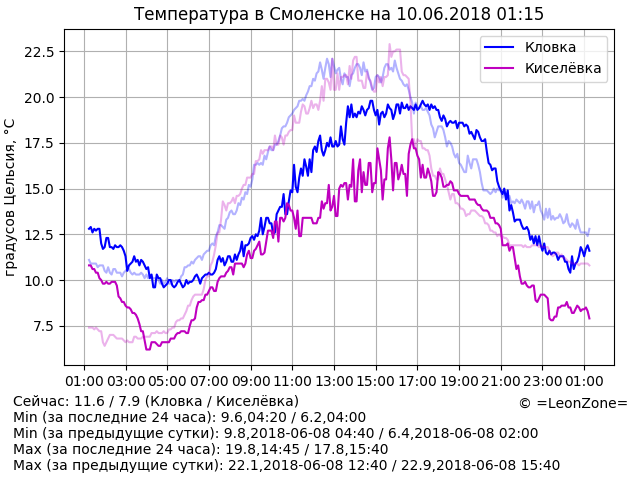 Температура в Смоленске на 10.06.2018 01:15
градусов Цельсия, °C
22.5
20.0
17.5
15.0
12.5
10.0
7.5
Кловка
Киселёвка
01:00 03:00 05:00 07:00 09:00 11:00 13:00 15:00 17:00 19:00 21:00 23:00 01:00
Сейчас: 11.6 / 7.9 (Кловка / Киселёвка)
© =LeonZone=
Min (за последние 24 часа): 9.6,04:20 / 6.2,04:00
Min (за предыдущие сутки): 9.8,2018-06-08 04:40 / 6.4,2018-06-08 02:00
Max (за последние 24 часа): 19.8,14:45 / 17.8,15:40
Max (за предыдущие сутки): 22.1,2018-06-08 12:40 / 22.9,2018-06-08 15:40